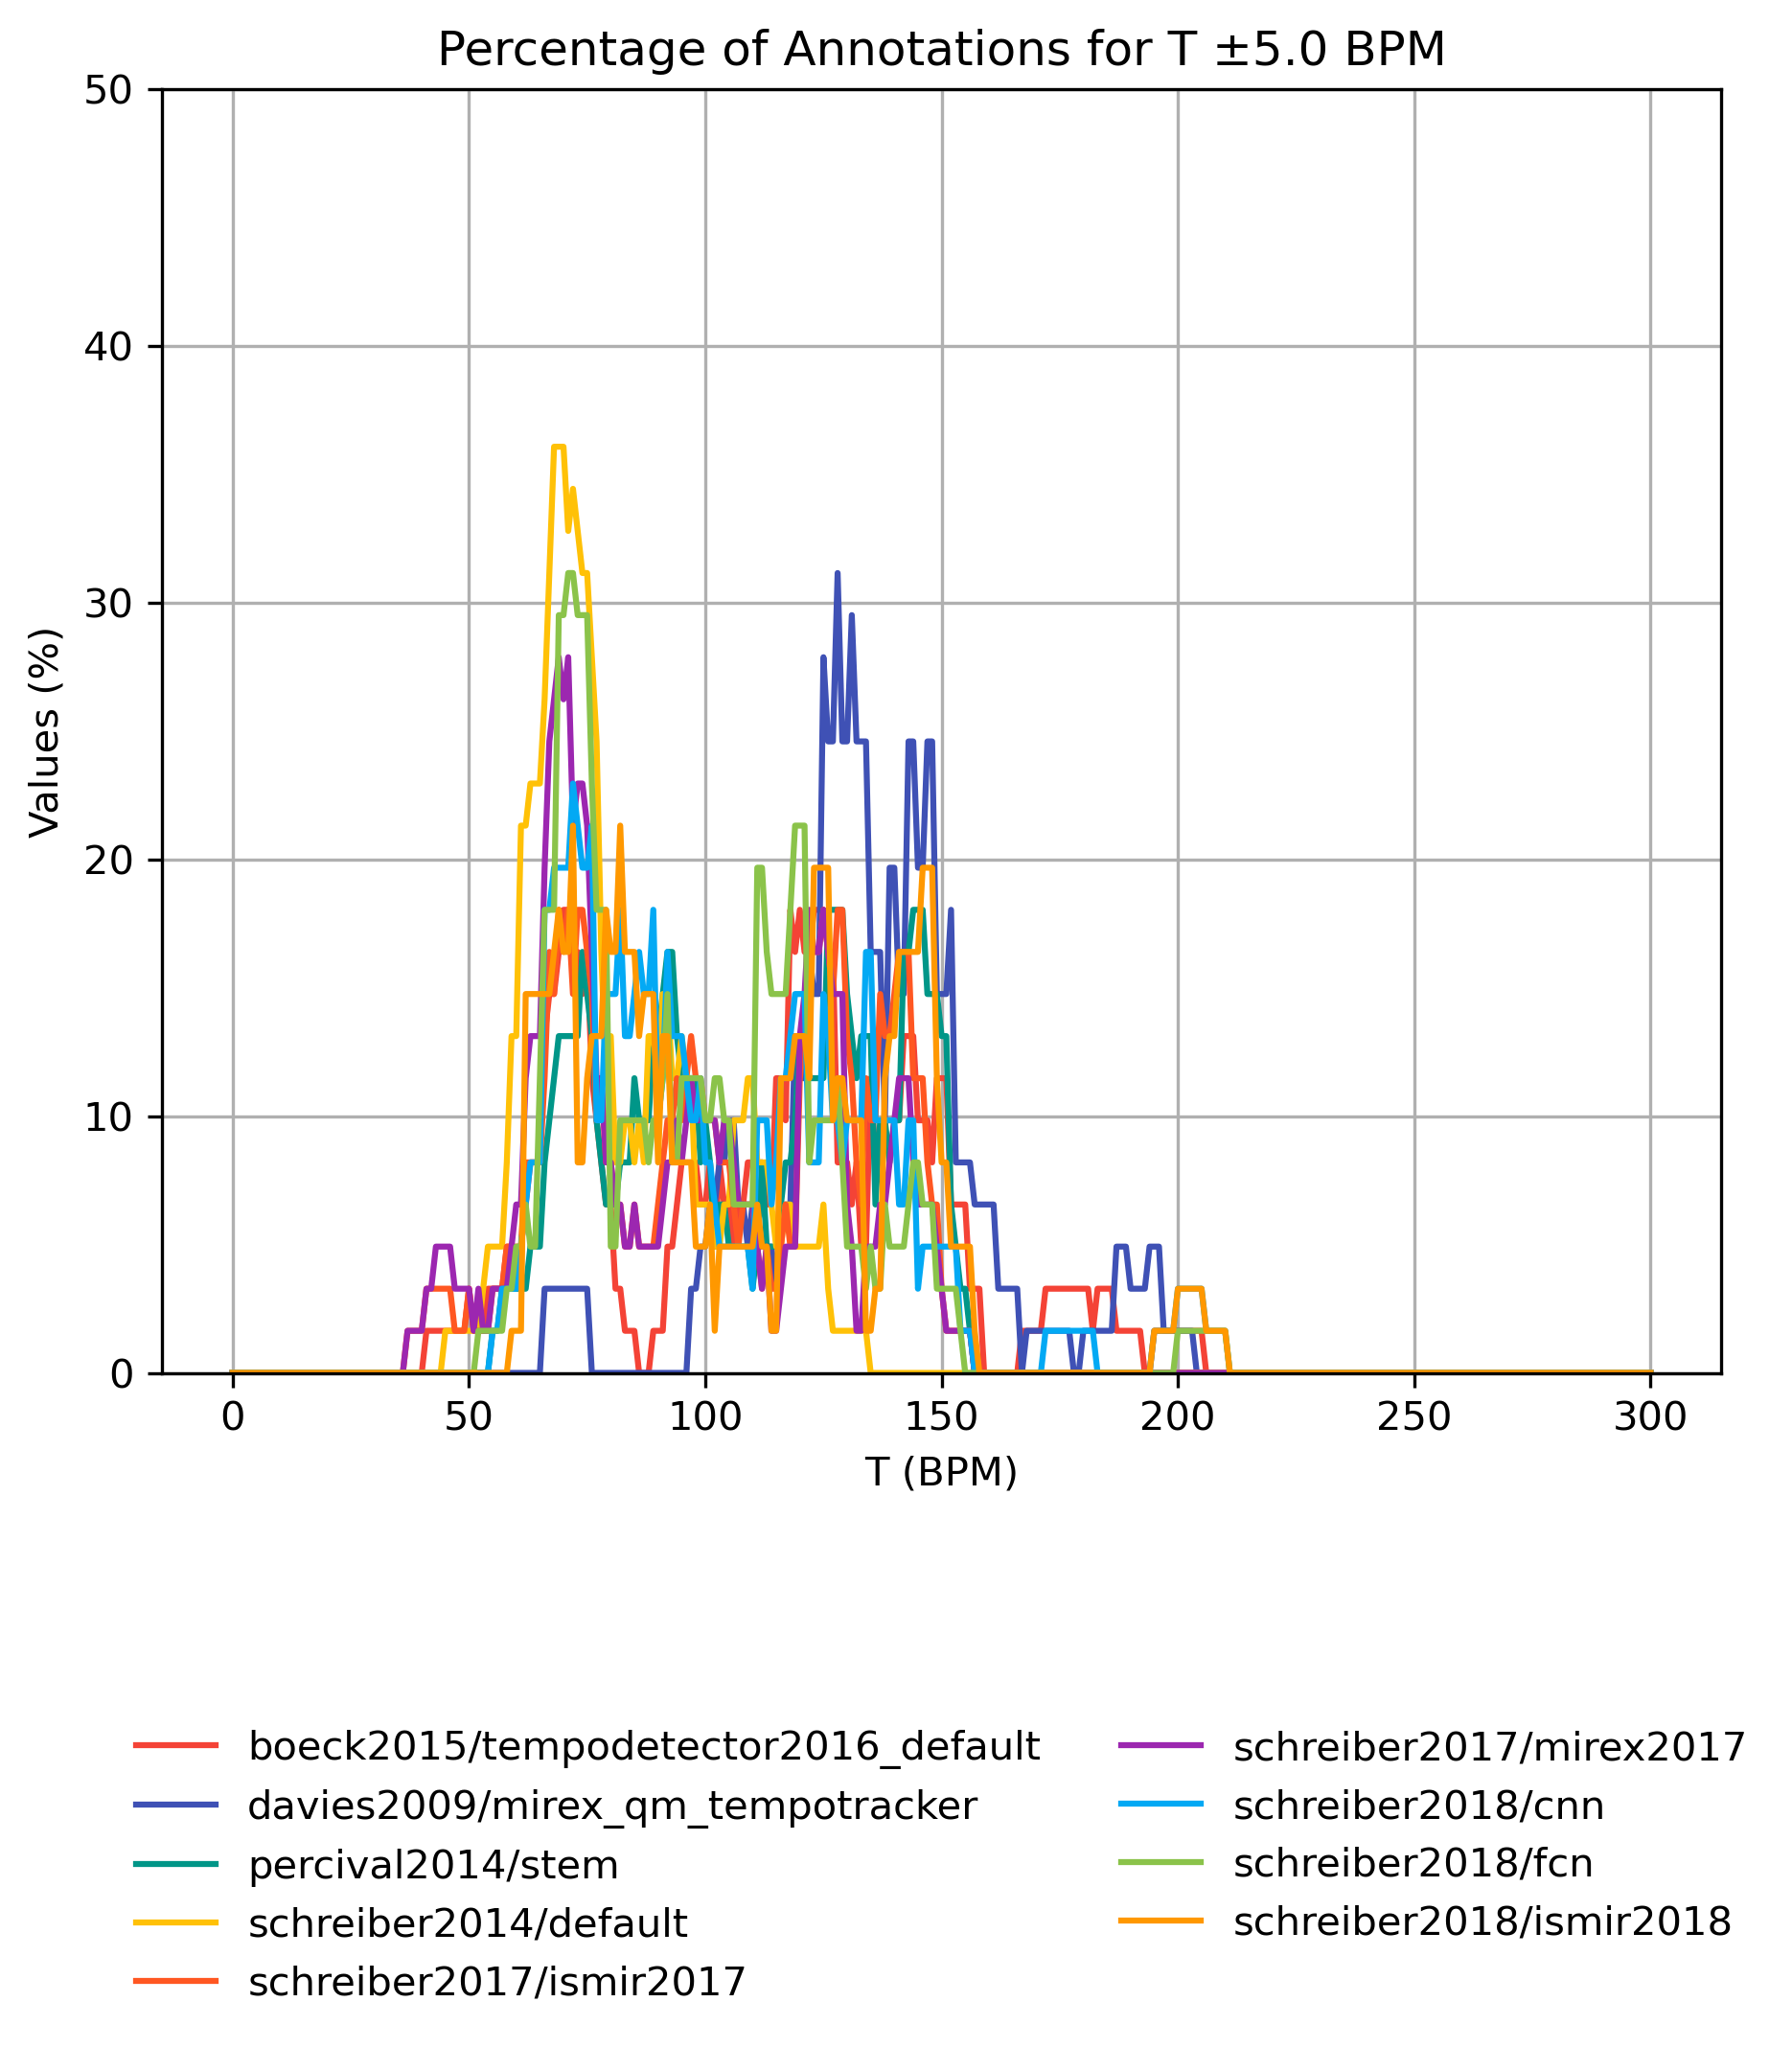 Percentage of Annotations for T ±5.0 BPM
50
40
30
20
10
0
Values (%)
0 50 100 150 200 250 300
T (BPM)
boeck2015/tempodetector2016_default
davies2009/mirex_qm_tempotracker
percival2014/stem
schreiber2014/default
schreiber2017/ismir2017
schreiber2017/mirex2017
schreiber2018/cnn
schreiber2018/fcn
schreiber2018/ismir2018